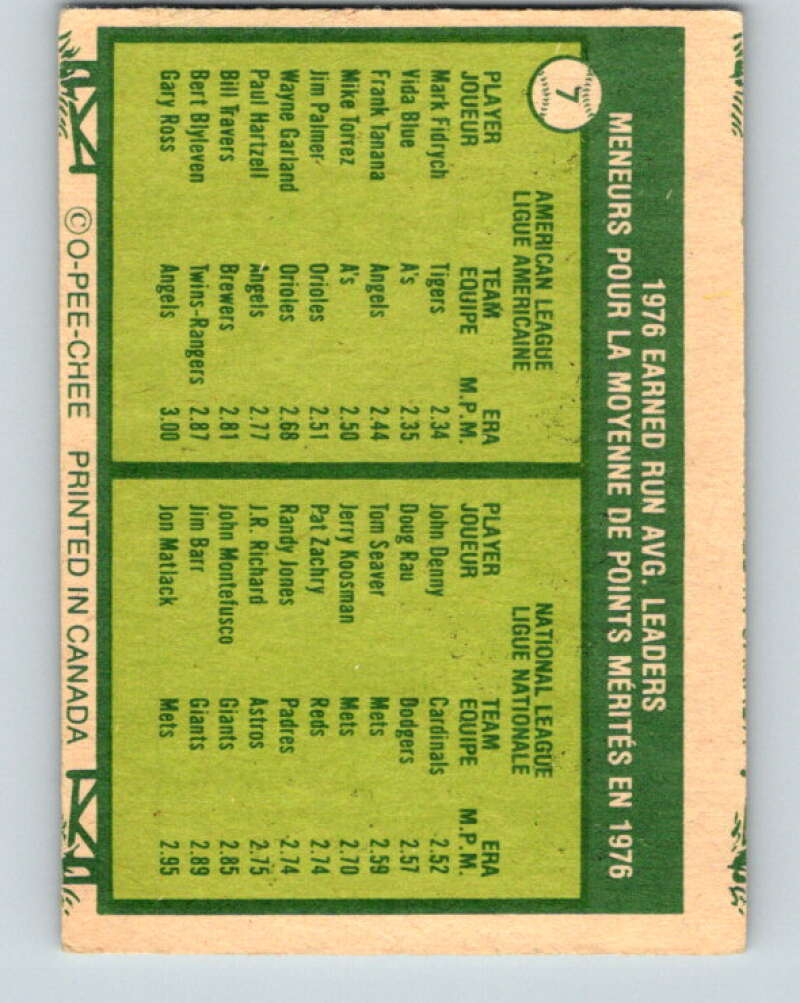 7
1976 EARNED RUN AVG. LEADERS
MENEURS POUR LA MOYENNE DE POINTS MÉRITÉS EN 1976
AMERICAN LEAGUE
LIGUE AMERICAINE
PLAYER TEAM ERA
JOUEUR EQUIPE M.P.M.
Mark Fidrych Tigers 2.34
Vida Blue A's 2.35
Frank Tanana Angels 2.44
Mike Torrez A's 2.50
Jim Palmer Orioles 2.51
Wayne Garland Orioles 2.68
Paul Hartzell Angels 2.77
Bill Travers Brewers 2.81
Bert Blyleven Twins-Rangers 2.87
Gary Ross Angels 3.00
NATIONAL LEAGUE
LIGUE NATIONALE
PLAYER TEAM ERA
JOUEUR EQUIPE M.P.M.
John Denny Cardinals 2.52
Doug Rau Dodgers 2.57
Tom Seaver Mets 2.59
Jerry Koosman Mets 2.70
Pat Zachry Reds 2.74
Randy Jones Padres 2.74
J.R. Richard Astros 2.75
John Montefusco Giants 2.85
Jim Barr Giants 2.89
Jon Matlack Mets 2.95
©O-PEE-CHEE PRINTED IN CANADA